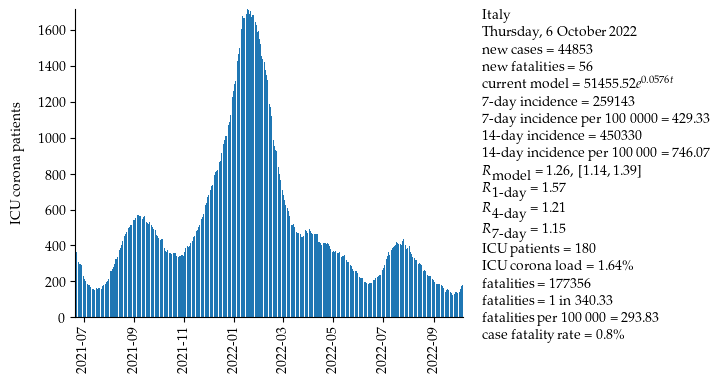 Italy
Thursday, 6 October 2022
new cases = 44853
new fatalities = 56
current model = 51455.52e^0.0576t
7-day incidence = 259143
7-day incidence per 100 0000 = 429.33
14-day incidence = 450330
14-day incidence per 100 000 = 746.07
R_model = 1.26, [1.14, 1.39]
R_1-day = 1.57
R_4-day = 1.21
R_7-day = 1.15
ICU patients = 180
ICU corona load = 1.64%
fatalities = 177356
fatalities = 1 in 340.33
fatalities per 100 000 = 293.83
case fatality rate = 0.8%
ICU corona patients
1600
1400
1200
1000
800
600
400
200
0
2021-07
2021-09
2021-11
2022-01
2022-03
2022-05
2022-07
2022-09